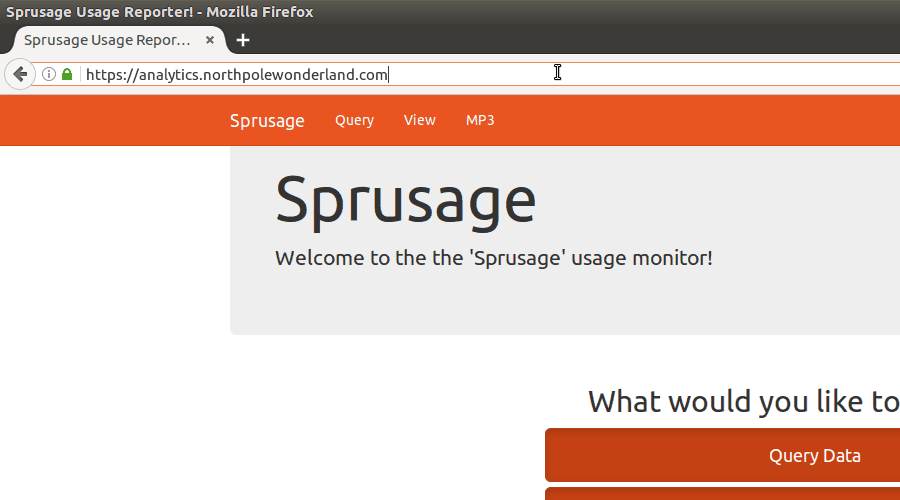 Sprusage Usage Reporter! - Mozilla Firefox
Sprusage Usage Repor...
https://analytics.northpolewonderland.com
Sprusage Query View MP3
Sprusage
Welcome to the the 'Sprusage' usage monitor!
What would you like to
Query Data